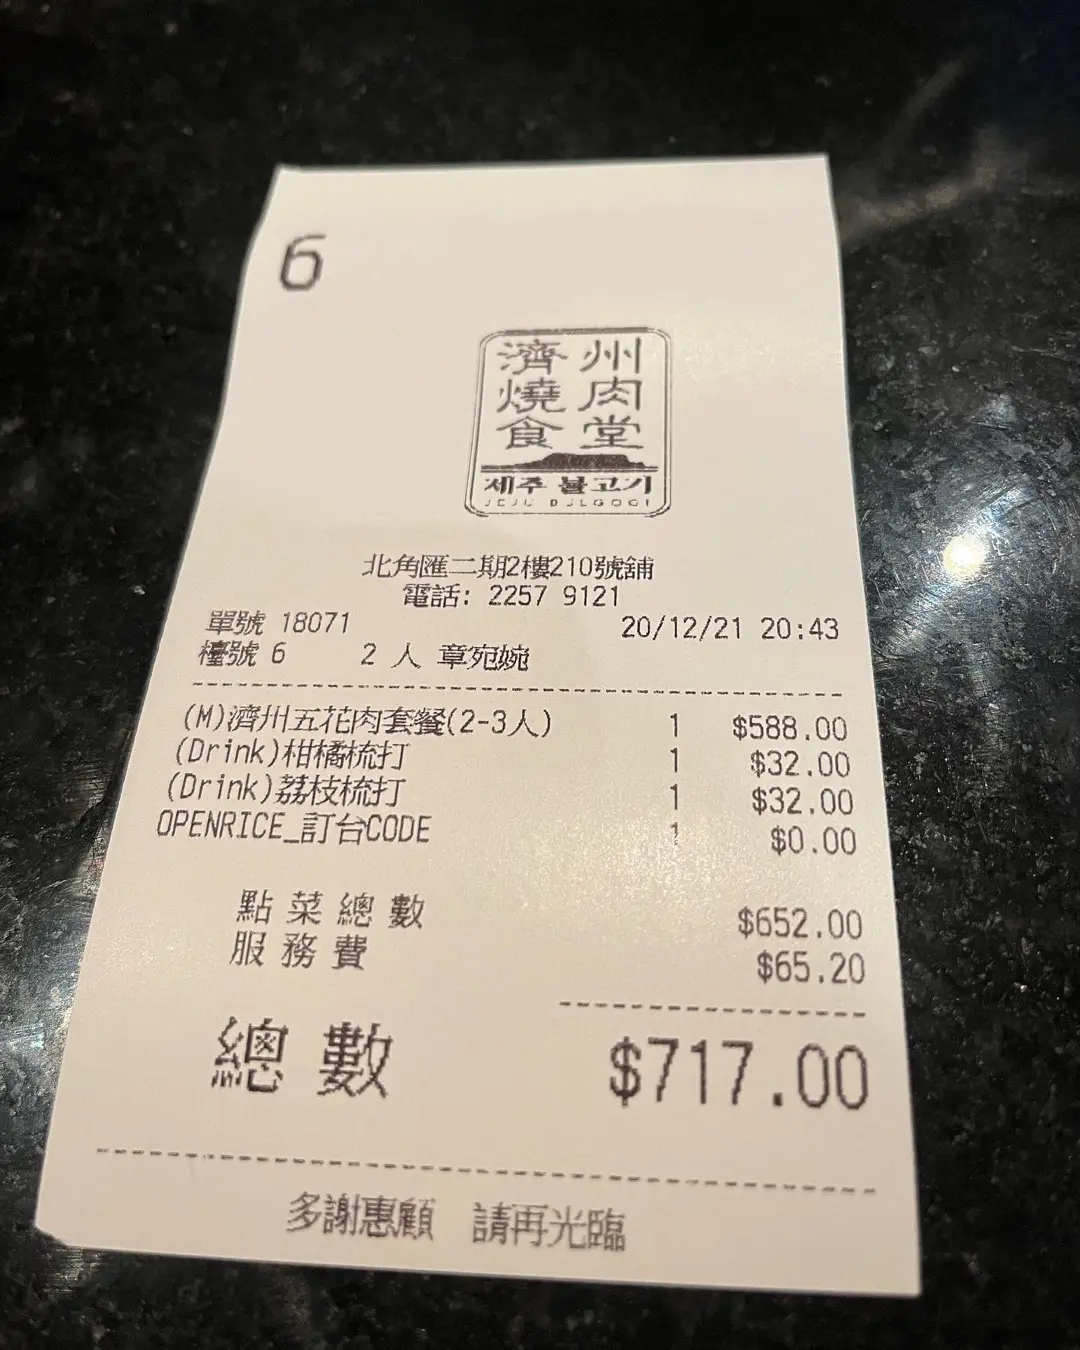 6
濟州
燒肉
食堂
제주 불고기
JEJU BULGOGI
北角匯二期2樓210號舖
電話: 2257 9121
單號 18071 20/12/21 20:43
檯號 6 2 人 章宛婉
(M)濟州五花肉套餐(2-3人) 1 $588.00
(Drink)柑橘梳打 1 $32.00
(Drink)荔枝梳打 1 $32.00
OPENRICE_訂台CODE 1 $0.00
點菜總數 $652.00
服務費 $65.20
總數 $717.00
多謝惠顧 請再光臨